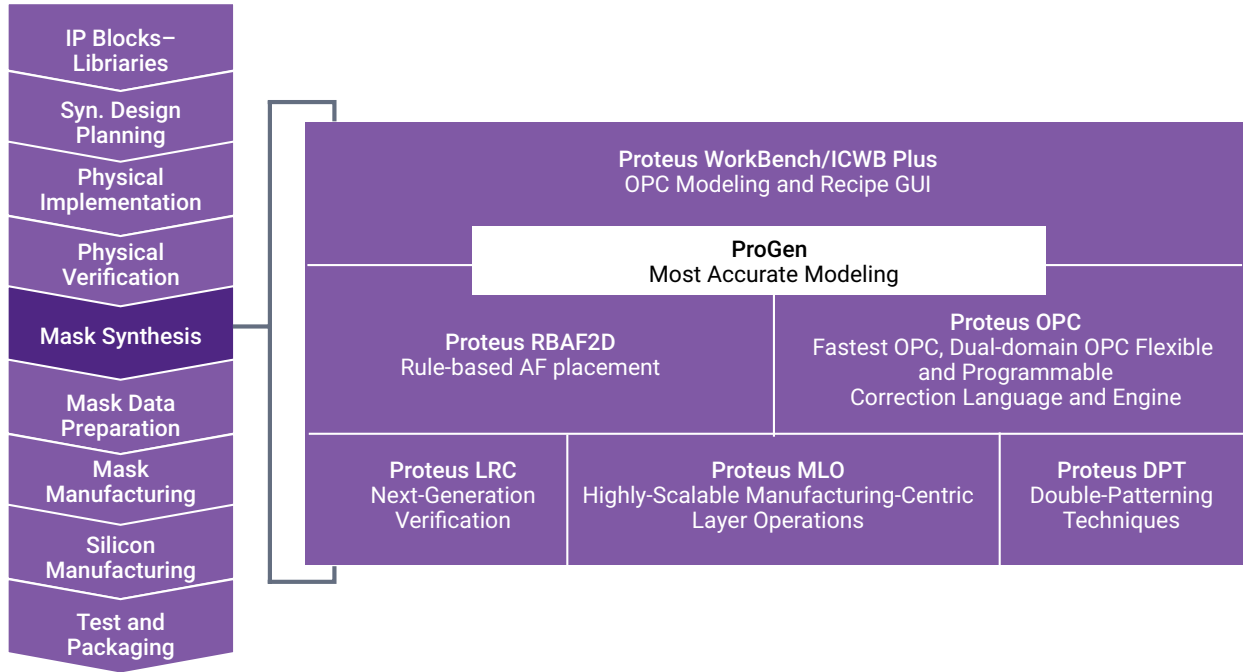 IP Blocks–
Libriaries
Syn. Design
Planning
Physical
Implementation
Physical
Verification
Mask Synthesis
Mask Data
Preparation
Mask
Manufacturing
Silicon
Manufacturing
Test and
Packaging
Proteus WorkBench/ICWB Plus
OPC Modeling and Recipe GUI
ProGen
Most Accurate Modeling
Proteus RBAF2D
Rule-based AF placement
Proteus OPC
Fastest OPC, Dual-domain OPC Flexible
and Programmable
Correction Language and Engine
Proteus LRC
Next-Generation
Verification
Proteus MLO
Highly-Scalable Manufacturing-Centric
Layer Operations
Proteus DPT
Double-Patterning
Techniques